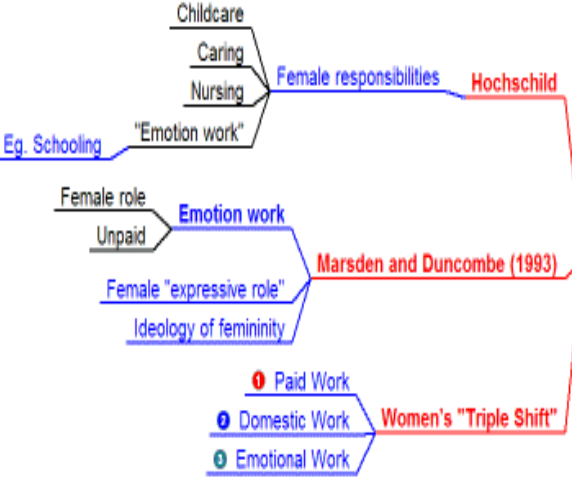 Childcare
Caring
Female responsibilities
Hochschild
Nursing
"Emotion work"
Eg. Schooling
Female role
Emotion work
Unpaid
Marsden and Duncombe (1993)
Female "expressive role"
Ideology of femininity
1 Paid Work
2 Domestic Work
Women's "Triple Shift"
3 Emotional Work